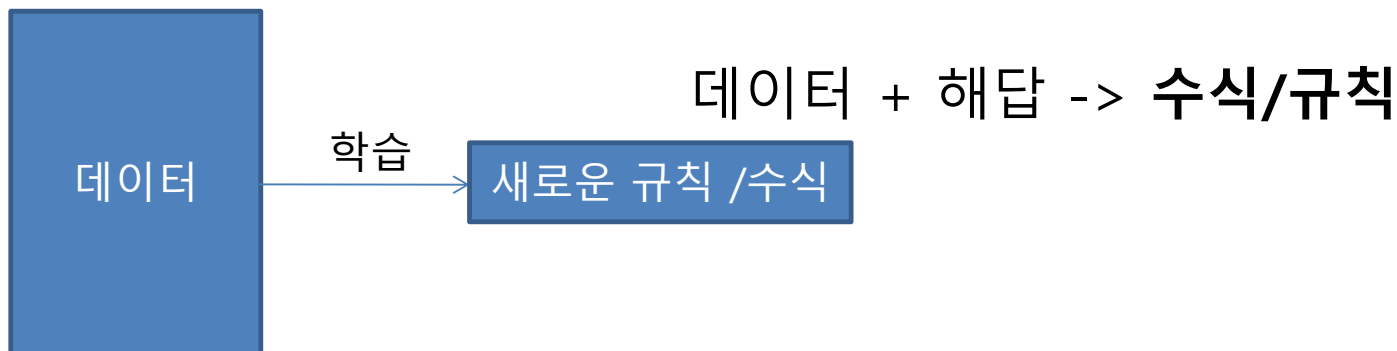 데이터 + 해답 -> 수식/규칙
학습
데이터
새로운 규칙 /수식